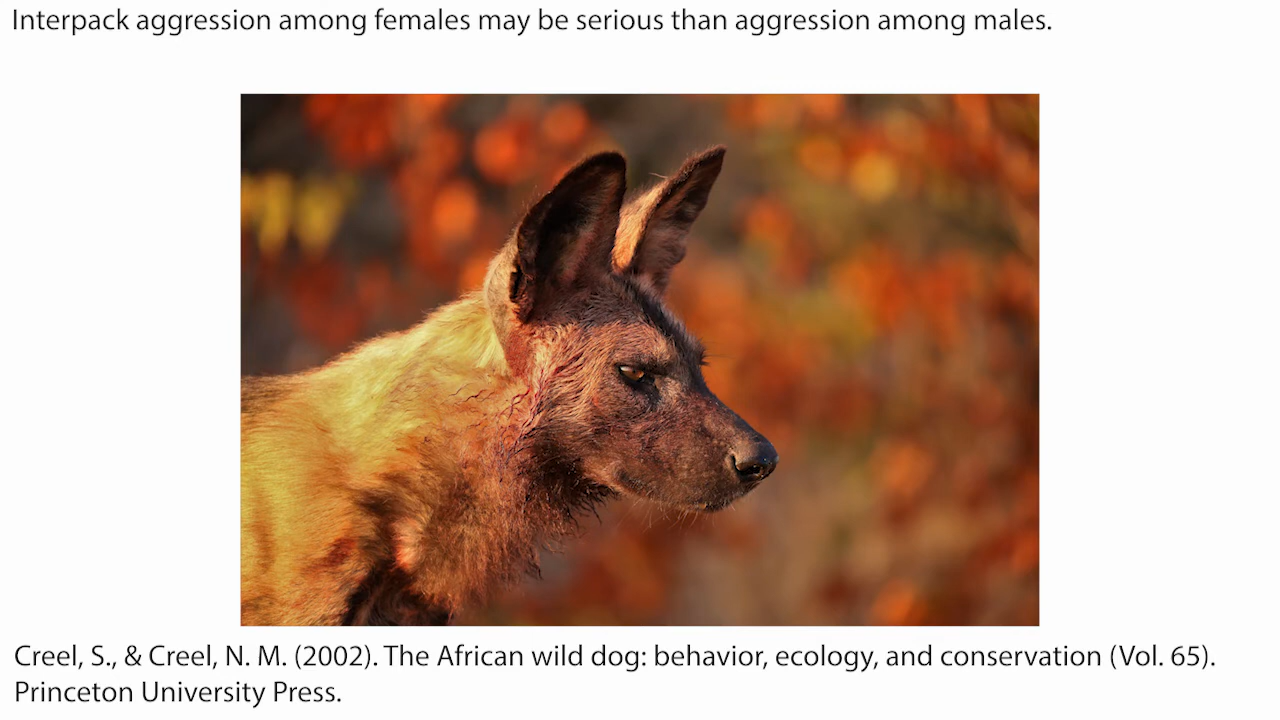 Interpack aggression among females may be serious than aggression among males.
Creel, S., & Creel, N. M. (2002). The African wild dog: behavior, ecology, and conservation (Vol. 65).
Princeton University Press.